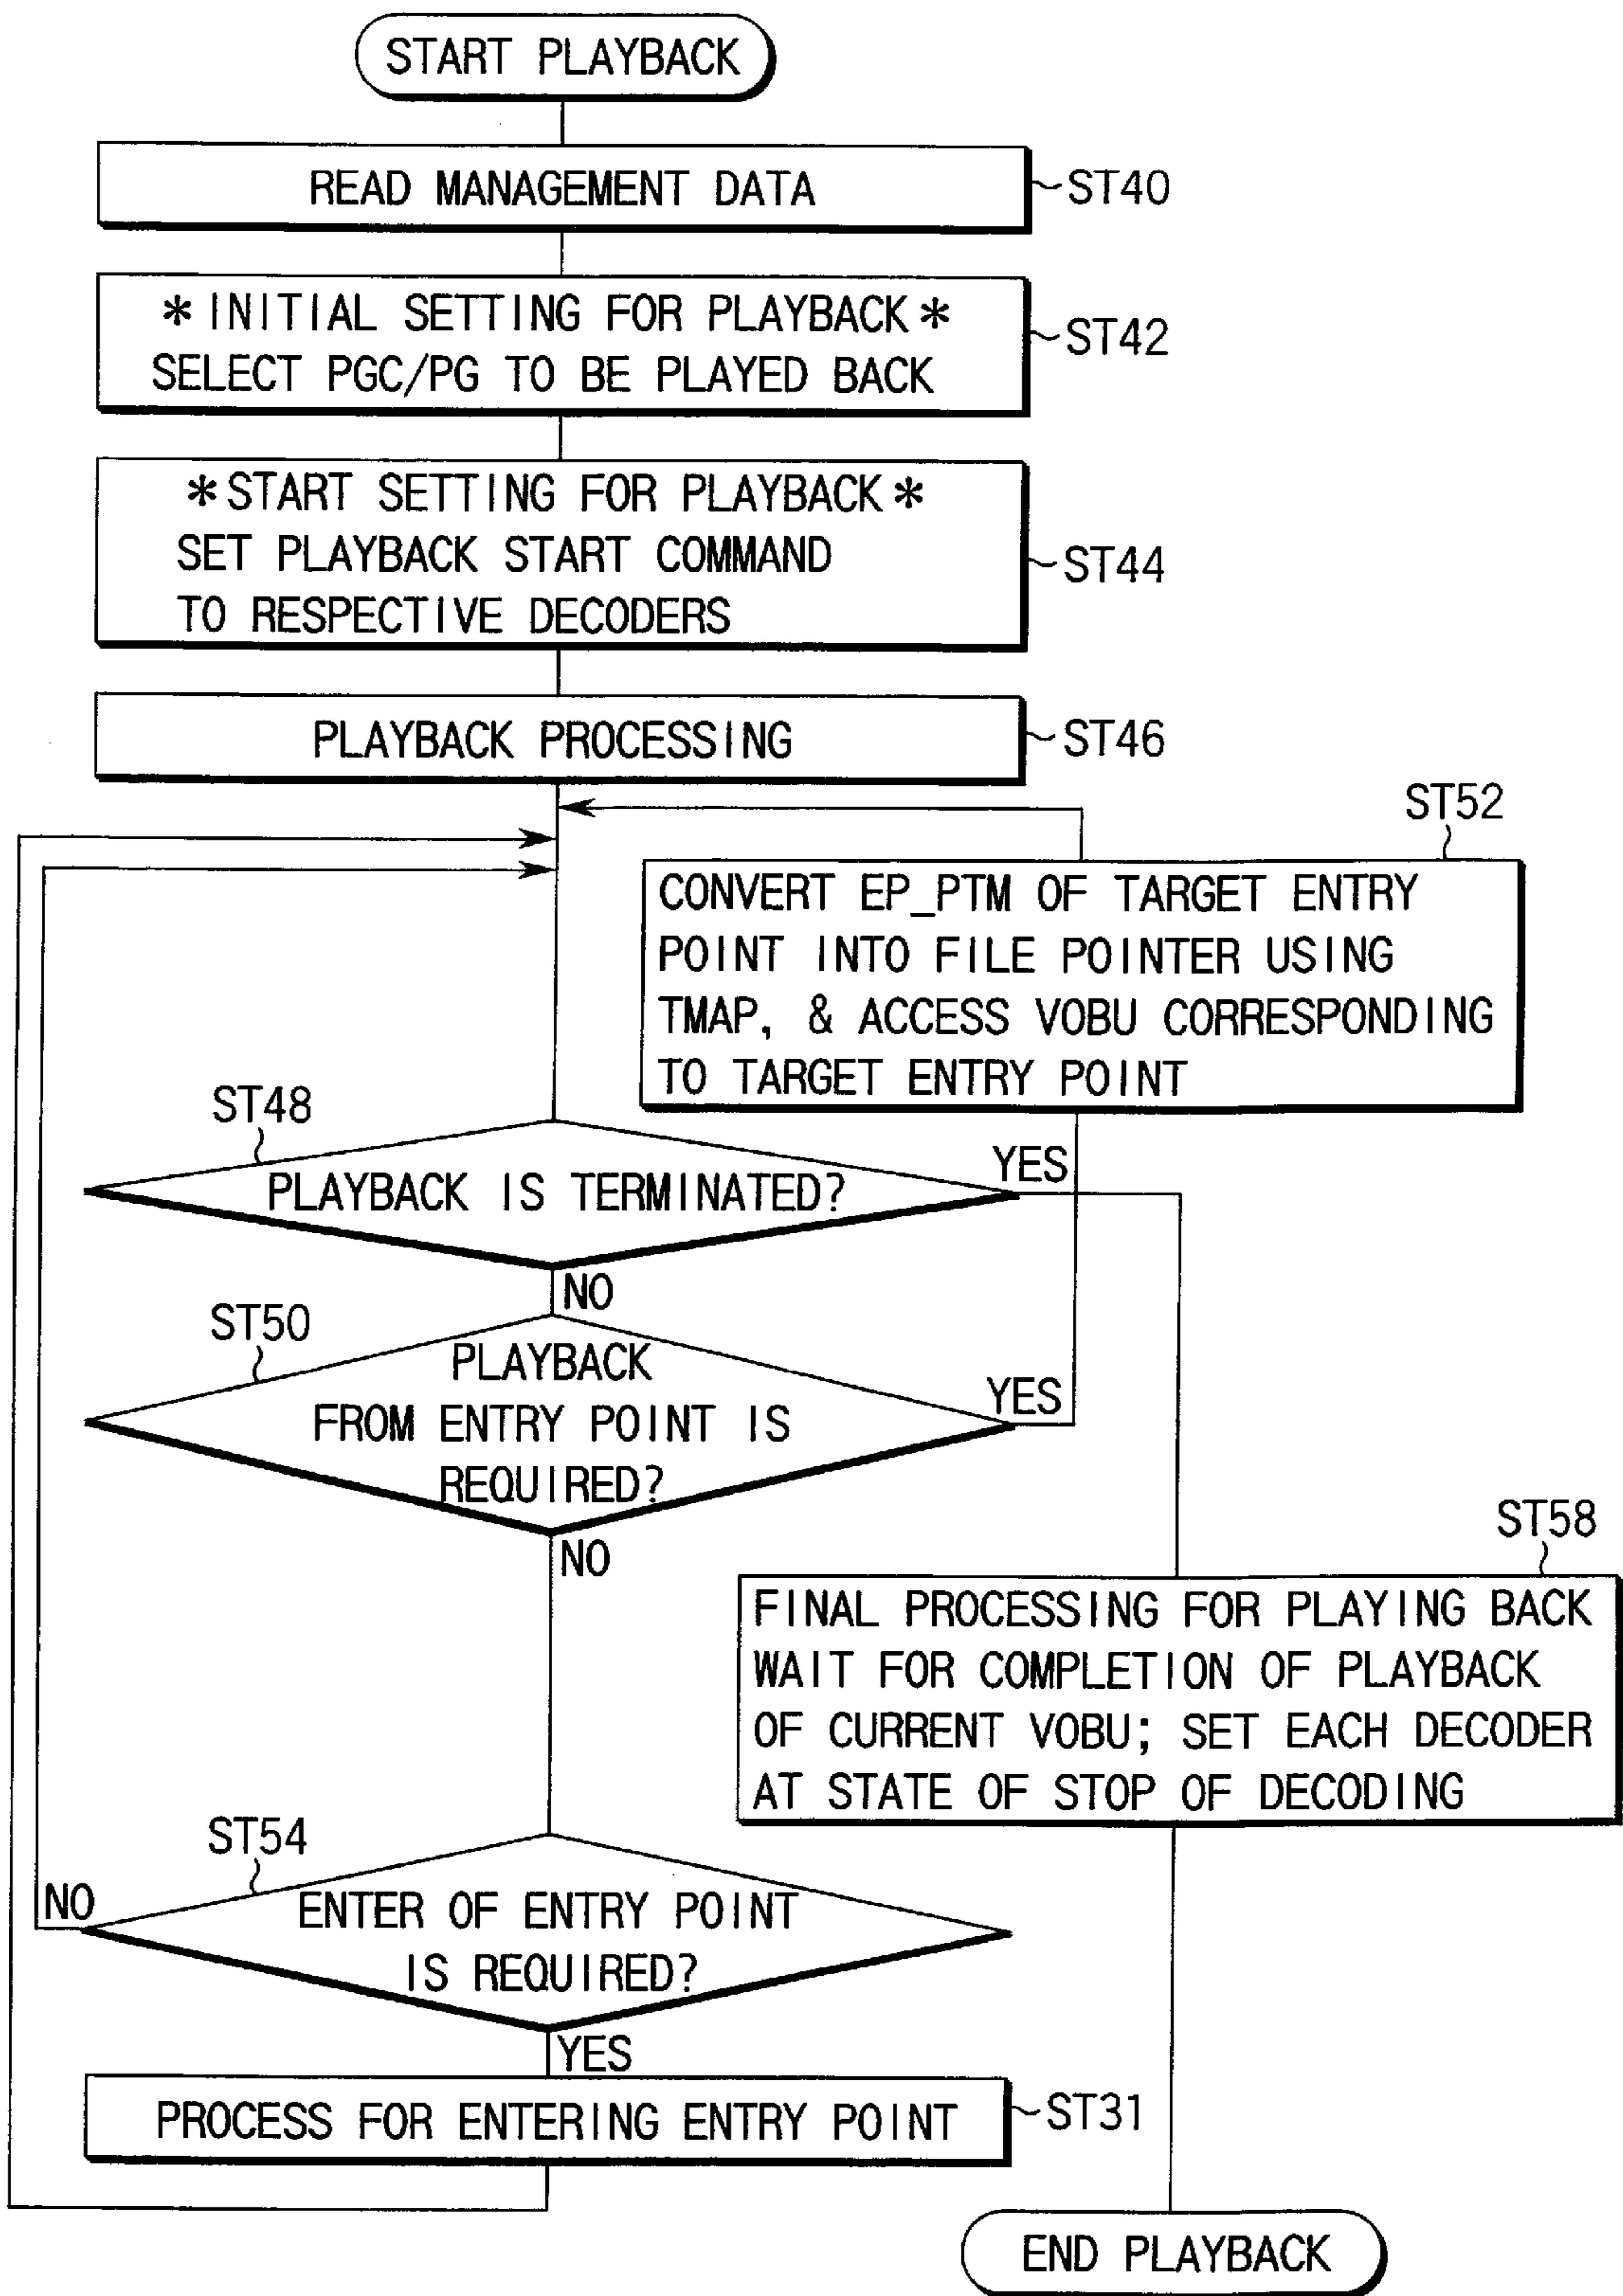 START PLAYBACK
READ MANAGEMENT DATA
ST40
*INITIAL SETTING FOR PLAYBACK*
SELECT PGC/PG TO BE PLAYED BACK
ST42
*START SETTING FOR PLAYBACK*
SET PLAYBACK START COMMAND
TO RESPECTIVE DECODERS
ST44
PLAYBACK PROCESSING
ST46
ST52
CONVERT EP_PTM OF TARGET ENTRY
POINT INTO FILE POINTER USING
TMAP, & ACCESS VOBU CORRESPONDING
TO TARGET ENTRY POINT
ST48
PLAYBACK IS TERMINATED?
YES
NO
ST50
PLAYBACK
FROM ENTRY POINT IS
REQUIRED?
YES
NO
ST58
FINAL PROCESSING FOR PLAYING BACK
WAIT FOR COMPLETION OF PLAYBACK
OF CURRENT VOBU; SET EACH DECODER
AT STATE OF STOP OF DECODING
ST54
NO
ENTER OF ENTRY POINT
IS REQUIRED?
YES
PROCESS FOR ENTERING ENTRY POINT
ST31
END PLAYBACK